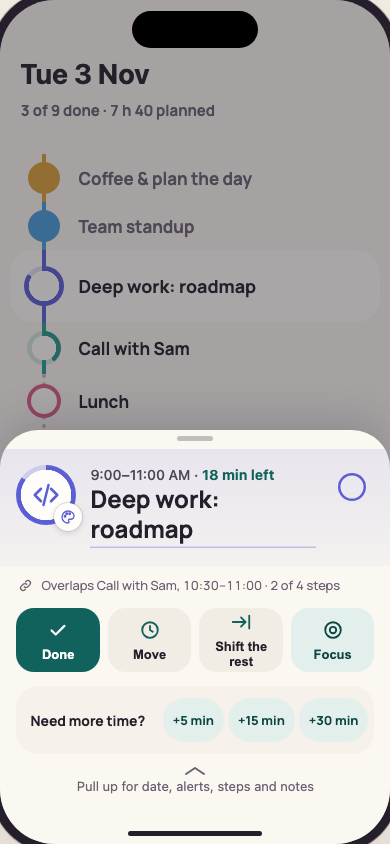 Tue 3 Nov
3 of 9 done · 7 h 40 planned
Coffee & plan the day
Team standup
Deep work: roadmap
Call with Sam
Lunch
9:00–11:00 AM · 18 min left
Deep work:
roadmap
Overlaps Call with Sam, 10:30–11:00 · 2 of 4 steps
Done
Move
Shift the
rest
Focus
Need more time?
+5 min
+15 min
+30 min
Pull up for date, alerts, steps and notes